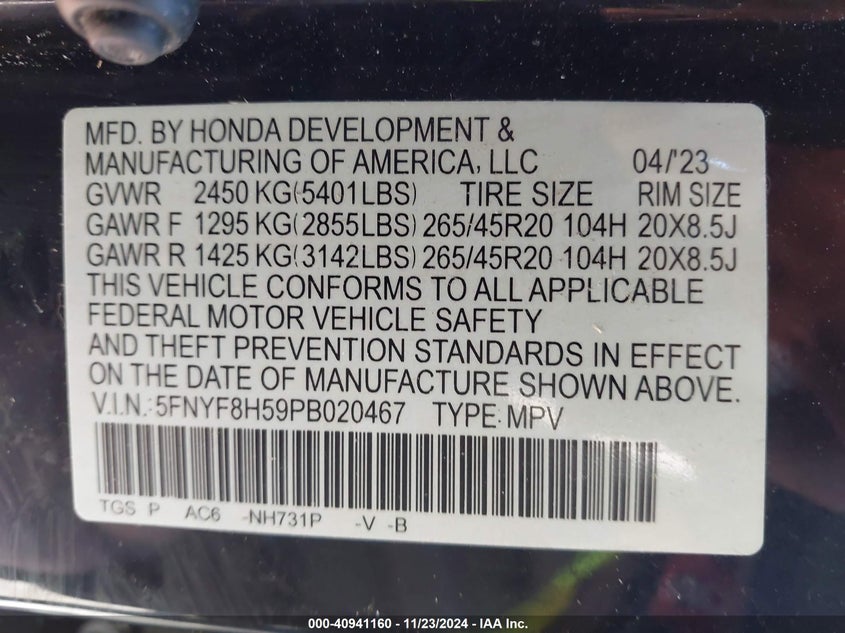 MFD. BY HONDA DEVELOPMENT &
MANUFACTURING OF AMERICA, LLC 04/'23
GVWR 2450 KG(5401LBS) TIRE SIZE RIM SIZE
GAWR F 1295 KG(2855LBS) 265/45R20 104H 20X8.5J
GAWR R 1425 KG(3142LBS) 265/45R20 104H 20X8.5J
THIS VEHICLE CONFORMS TO ALL APPLICABLE
FEDERAL MOTOR VEHICLE SAFETY
AND THEFT PREVENTION STANDARDS IN EFFECT
ON THE DATE OF MANUFACTURE SHOWN ABOVE.
V.I.N.:5FNYF8H59PB020467 TYPE:MPV
TGS P AC6 -NH731P -V -B
000-40941160 - 11/23/2024 - IAA Inc.